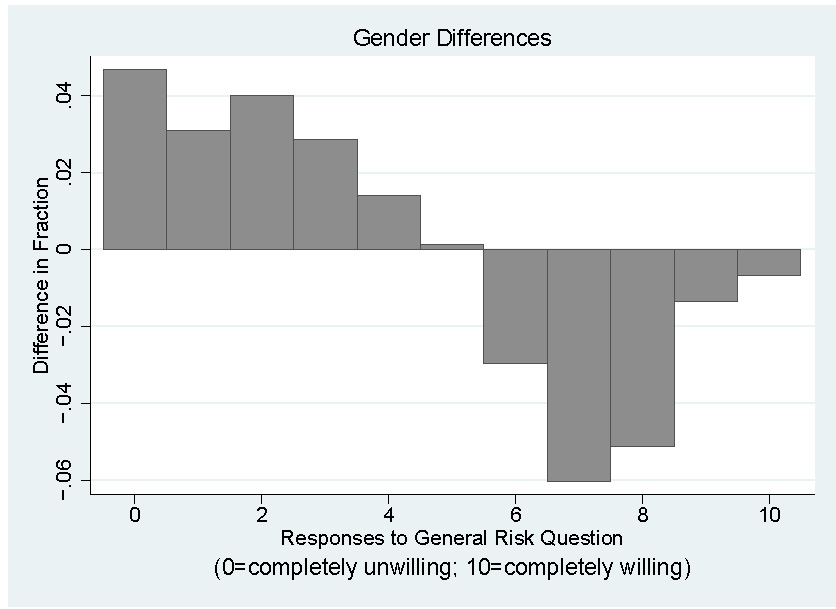 Gender Differences
Difference in Fraction
.04
.02
0
-.02
-.04
-.06
0 2 4 6 8 10
Responses to General Risk Question
(0=completely unwilling; 10=completely willing)